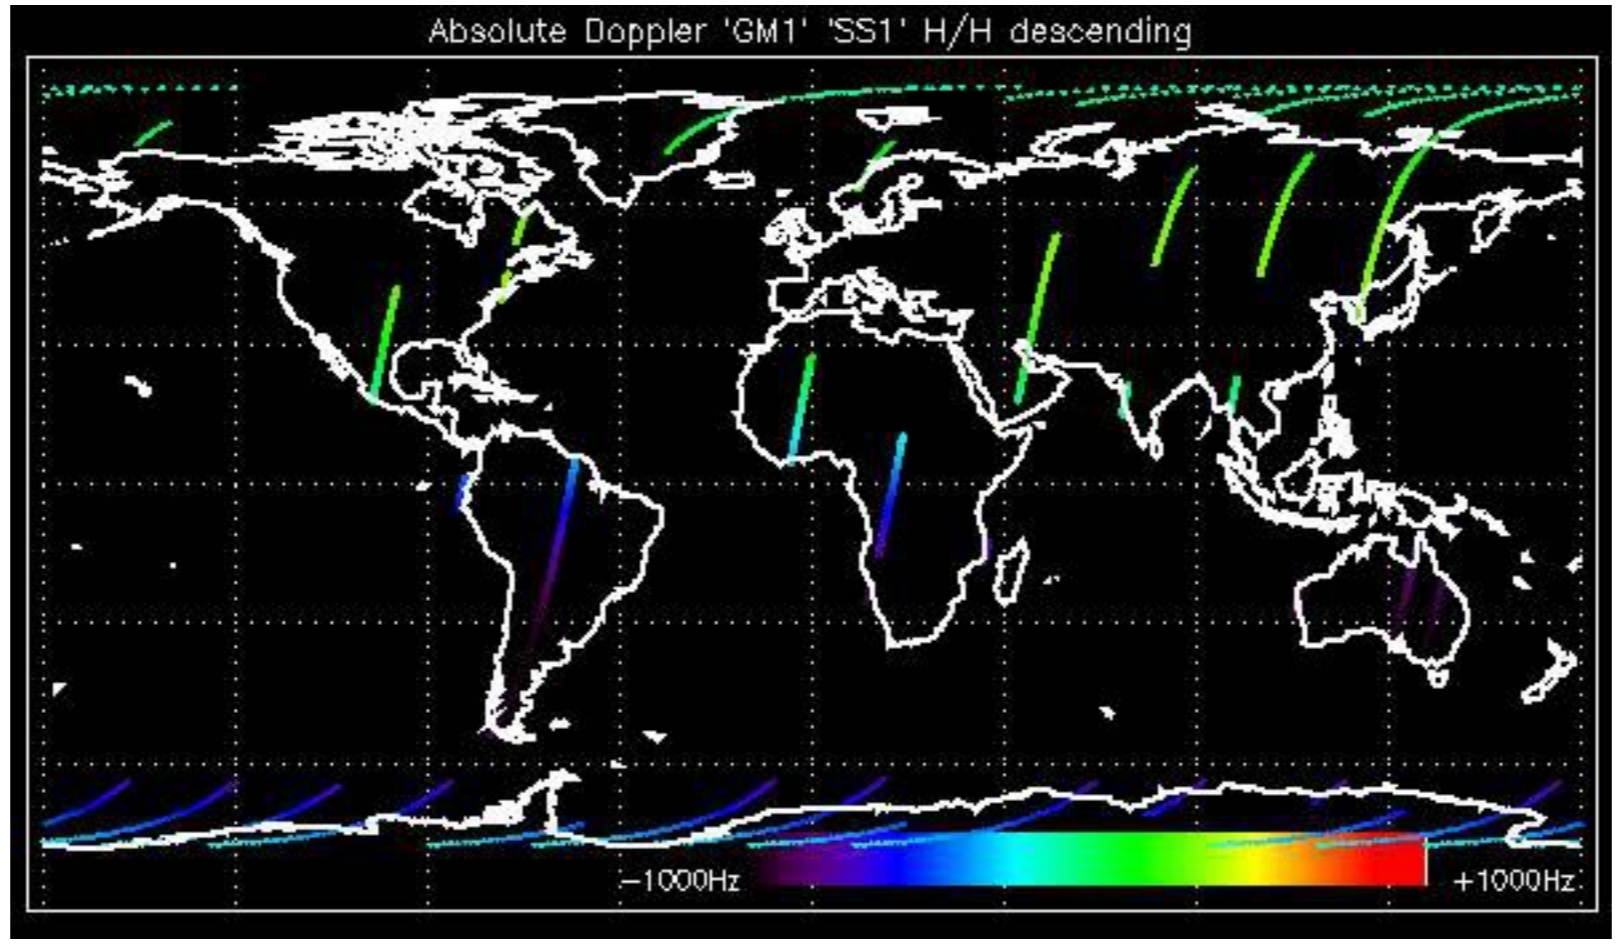 Absolute Doppler 'GM1' 'SS1' H/H descending
−1000Hz +1000Hz